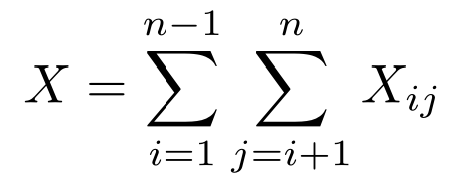 X = \sum_{i=1}^{n-1} \sum_{j=i+1}^{n} X_{ij}